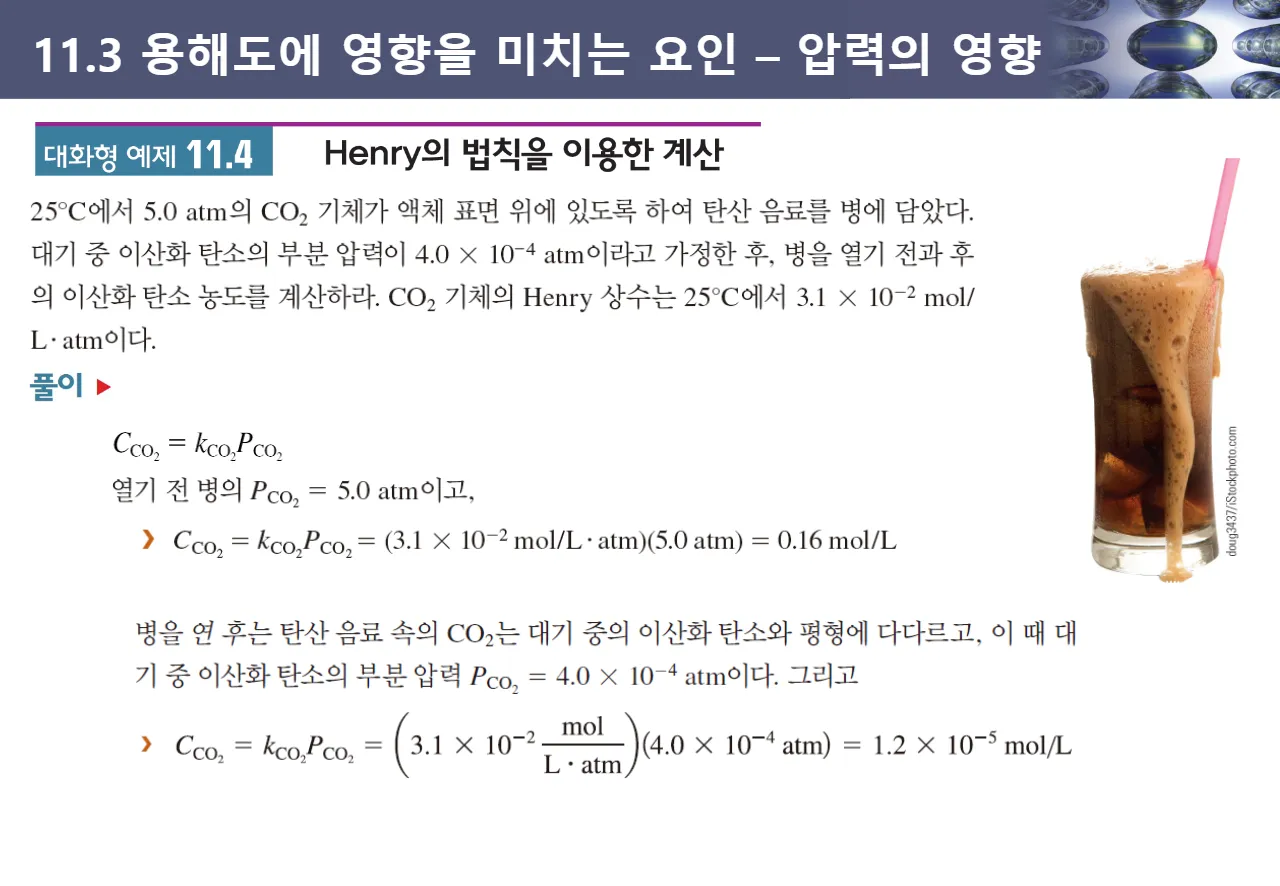 11.3 용해도에 영향을 미치는 요인 – 압력의 영향
대화형 예제 11.4 Henry의 법칙을 이용한 계산
25°C에서 5.0 atm의 CO₂ 기체가 액체 표면 위에 있도록 하여 탄산 음료를 병에 담았다.
대기 중 이산화 탄소의 부분 압력이 4.0 × 10⁻⁴ atm이라고 가정한 후, 병을 열기 전과 후
의 이산화 탄소 농도를 계산하라. CO₂ 기체의 Henry 상수는 25°C에서 3.1 × 10⁻² mol/
L·atm이다.
풀이 ▶
C_CO₂ = k_CO₂P_CO₂
열기 전 병의 P_CO₂ = 5.0 atm이고,
❯ C_CO₂ = k_CO₂P_CO₂ = (3.1 × 10⁻² mol/L·atm)(5.0 atm) = 0.16 mol/L
병을 연 후는 탄산 음료 속의 CO₂는 대기 중의 이산화 탄소와 평형에 다다르고, 이 때 대
기 중 이산화 탄소의 부분 압력 P_CO₂ = 4.0 × 10⁻⁴ atm이다. 그리고
❯ C_CO₂ = k_CO₂P_CO₂ = (3.1 × 10⁻² mol/L·atm)(4.0 × 10⁻⁴ atm) = 1.2 × 10⁻⁵ mol/L
doug3437/iStockphoto.com